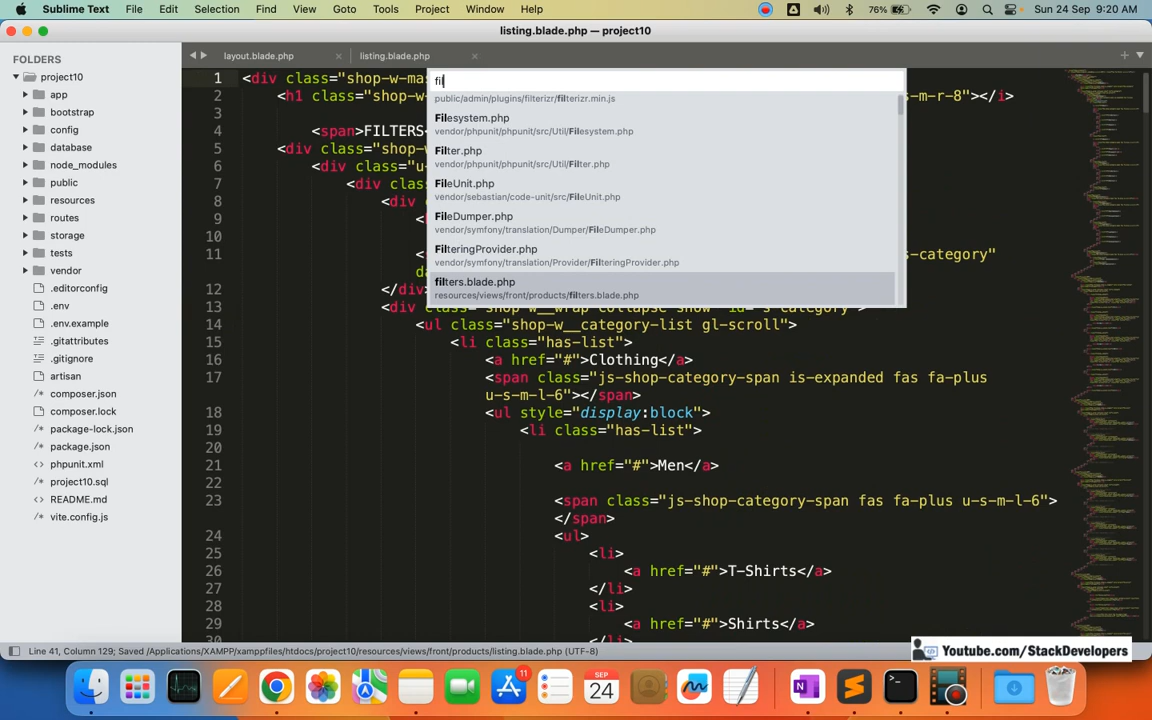 Sublime Text File Edit Selection Find View Goto Tools Project Window Help 76% Sun 24 Sep 9:20 AM
listing.blade.php — project10
FOLDERS
project10
app
bootstrap
config
database
node_modules
public
resources
routes
storage
tests
vendor
.editorconfig
.env
.env.example
.gitattributes
.gitignore
artisan
composer.json
composer.lock
package-lock.json
package.json
phpunit.xml
project10.sql
README.md
vite.config.js
layout.blade.php listing.blade.php
fil
public/admin/plugins/filterizr/filterizr.min.js
Filesystem.php
vendor/phpunit/phpunit/src/Util/Filesystem.php
Filter.php
vendor/phpunit/phpunit/src/Util/Filter.php
FileUnit.php
vendor/sebastian/code-unit/src/FileUnit.php
FileDumper.php
vendor/symfony/translation/Dumper/FileDumper.php
FilteringProvider.php
vendor/symfony/translation/Provider/FilteringProvider.php
filters.blade.php
resources/views/front/products/filters.blade.php
1 <div class="shop-w-ma
2 <h1 class="shop-w- s-m-r-8"></i>
3
4 <span>FILTERS<
5 <div class="shop-w
6 <div class="u-
7 <div clas
8 <div
9
10
11 s-category"
12 </div
13 <div class="shop-w__wrap collapse show" id="s-category">
14 <ul class="shop-w__category-list gl-scroll">
15 <li class="has-list">
16 <a href="#">Clothing</a>
17 <span class="js-shop-category-span is-expanded fas fa-plus
u-s-m-l-6"></span>
18 <ul style="display:block">
19 <li class="has-list">
20
21 <a href="#">Men</a>
22
23 <span class="js-shop-category-span fas fa-plus u-s-m-l-6">
</span>
24 <ul>
25 <li>
26 <a href="#">T-Shirts</a>
27 </li>
28 <li>
29 <a href="#">Shirts</a>
30 </li>
Line 41, Column 129; Saved /Applications/XAMPP/xamppfiles/htdocs/project10/resources/views/front/products/listing.blade.php (UTF-8)
Youtube.com/StackDevelopers
11
SEP
24